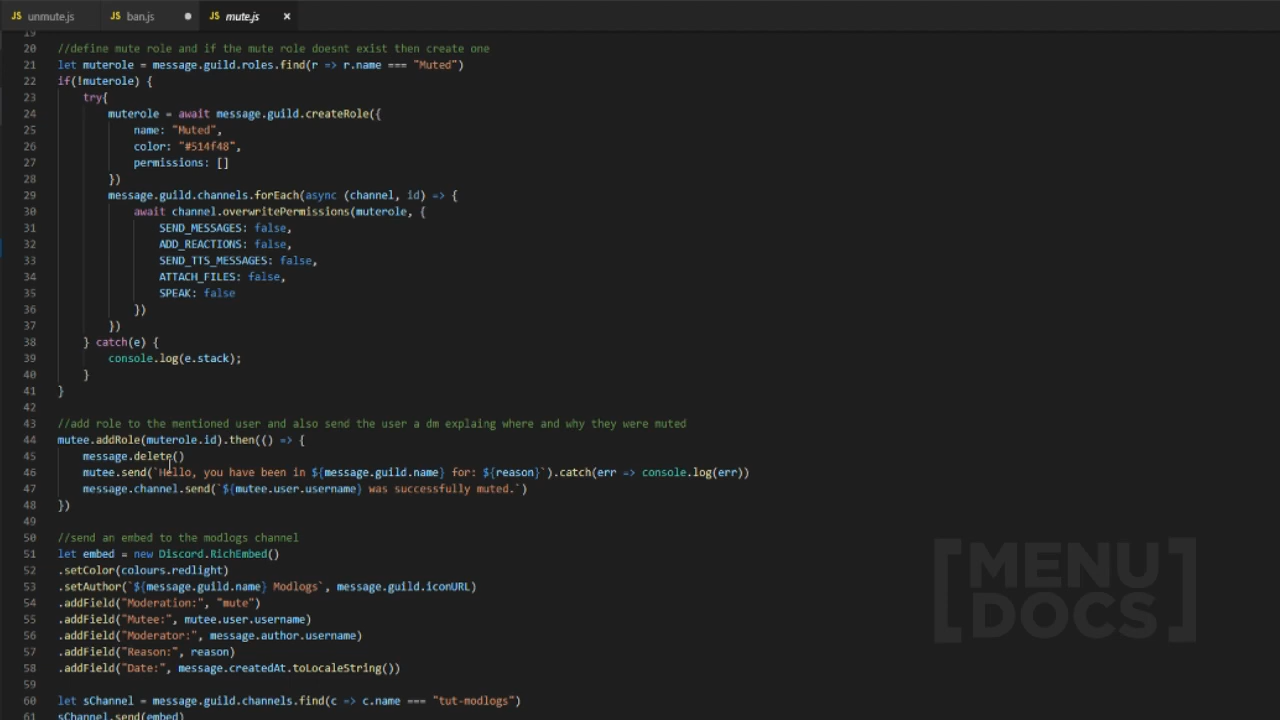 unmute.js ban.js mute.js
19
20 //define mute role and if the mute role doesnt exist then create one
21 let muterole = message.guild.roles.find(r => r.name === "Muted")
22 if(!muterole) {
23 try{
24 muterole = await message.guild.createRole({
25 name: "Muted",
26 color: "#514f48",
27 permissions: []
28 })
29 message.guild.channels.forEach(async (channel, id) => {
30 await channel.overwritePermissions(muterole, {
31 SEND_MESSAGES: false,
32 ADD_REACTIONS: false,
33 SEND_TTS_MESSAGES: false,
34 ATTACH_FILES: false,
35 SPEAK: false
36 })
37 })
38 } catch(e) {
39 console.log(e.stack);
40 }
41 }
42
43 //add role to the mentioned user and also send the user a dm explaing where and why they were muted
44 mutee.addRole(muterole.id).then(() => {
45 message.delete()
46 mutee.send(`Hello, you have been in ${message.guild.name} for: ${reason}`).catch(err => console.log(err))
47 message.channel.send(`${mutee.user.username} was successfully muted.`)
48 })
49
50 //send an embed to the modlogs channel
51 let embed = new Discord.RichEmbed()
52 .setColor(colours.redlight)
53 .setAuthor(`${message.guild.name} Modlogs`, message.guild.iconURL)
54 .addField("Moderation:", "mute")
55 .addField("Mutee:", mutee.user.username)
56 .addField("Moderator:", message.author.username)
57 .addField("Reason:", reason)
58 .addField("Date:", message.createdAt.toLocaleString())
59
60 let sChannel = message.guild.channels.find(c => c.name === "tut-modlogs")
61 sChannel.send(embed)
[MENU
DOCS]